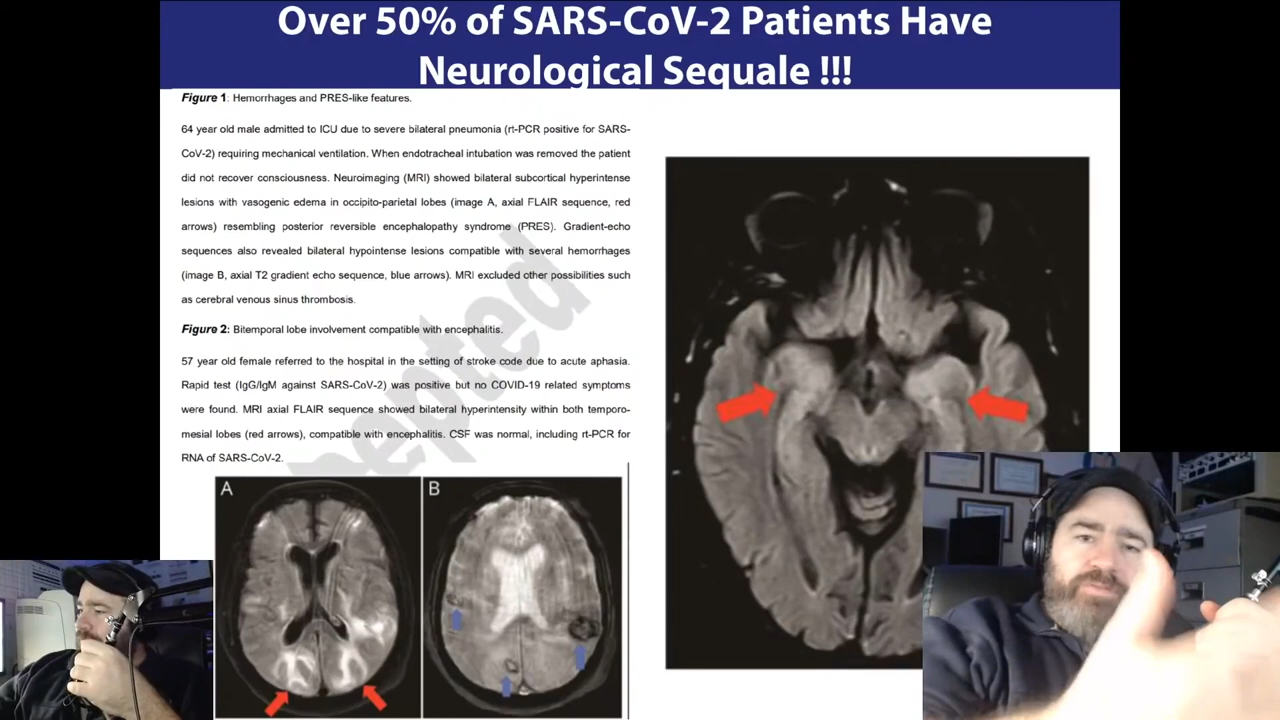 Over 50% of SARS-CoV-2 Patients Have
Neurological Sequale !!!
Figure 1: Hemorrhages and PRES-like features.
64 year old male admitted to ICU due to severe bilateral pneumonia (rt-PCR positive for SARS-
CoV-2) requiring mechanical ventilation. When endotracheal intubation was removed the patient
did not recover consciousness. Neuroimaging (MRI) showed bilateral subcortical hyperintense
lesions with vasogenic edema in occipito-parietal lobes (image A, axial FLAIR sequence, red
arrows) resembling posterior reversible encephalopathy syndrome (PRES). Gradient-echo
sequences also revealed bilateral hypointense lesions compatible with several hemorrhages
(image B, axial T2 gradient echo sequence, blue arrows). MRI excluded other possibilities such
as cerebral venous sinus thrombosis.
Figure 2: Bitemporal lobe involvement compatible with encephalitis.
57 year old female referred to the hospital in the setting of stroke code due to acute aphasia.
Rapid test (IgG/IgM against SARS-CoV-2) was positive but no COVID-19 related symptoms
were found. MRI axial FLAIR sequence showed bilateral hyperintensity within both temporo-
mesial lobes (red arrows), compatible with encephalitis. CSF was normal, including rt-PCR for
RNA of SARS-CoV-2.
A
B